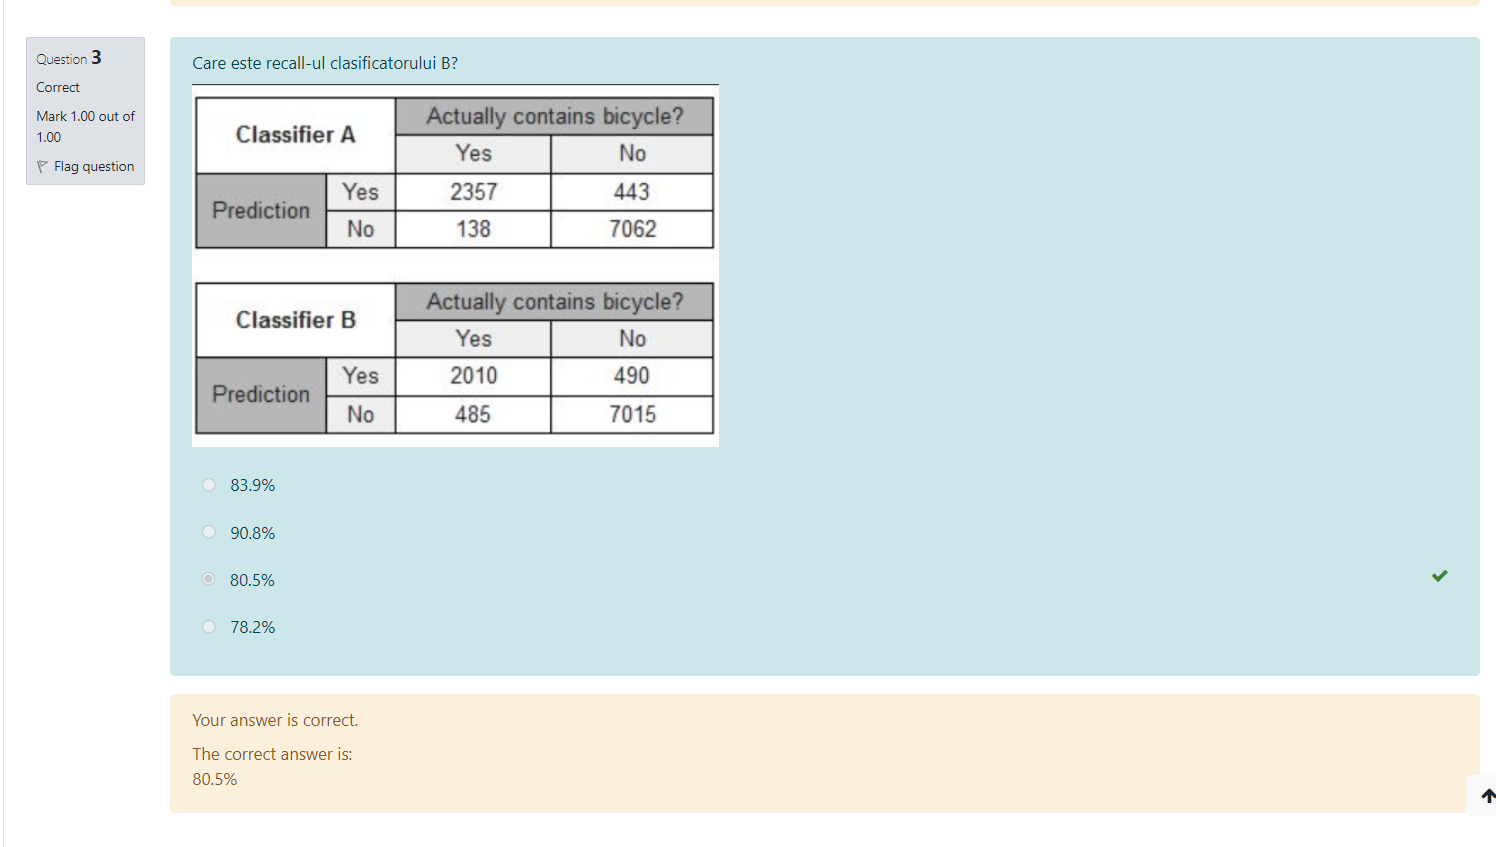 Question 3
Correct
Mark 1.00 out of
1.00
Flag question
Care este recall-ul clasificatorului B?
Classifier A
Actually contains bicycle?
Yes No
Prediction
Yes 2357 443
No 138 7062
Classifier B
Actually contains bicycle?
Yes No
Prediction
Yes 2010 490
No 485 7015
83.9%
90.8%
80.5%
78.2%
Your answer is correct.
The correct answer is:
80.5%